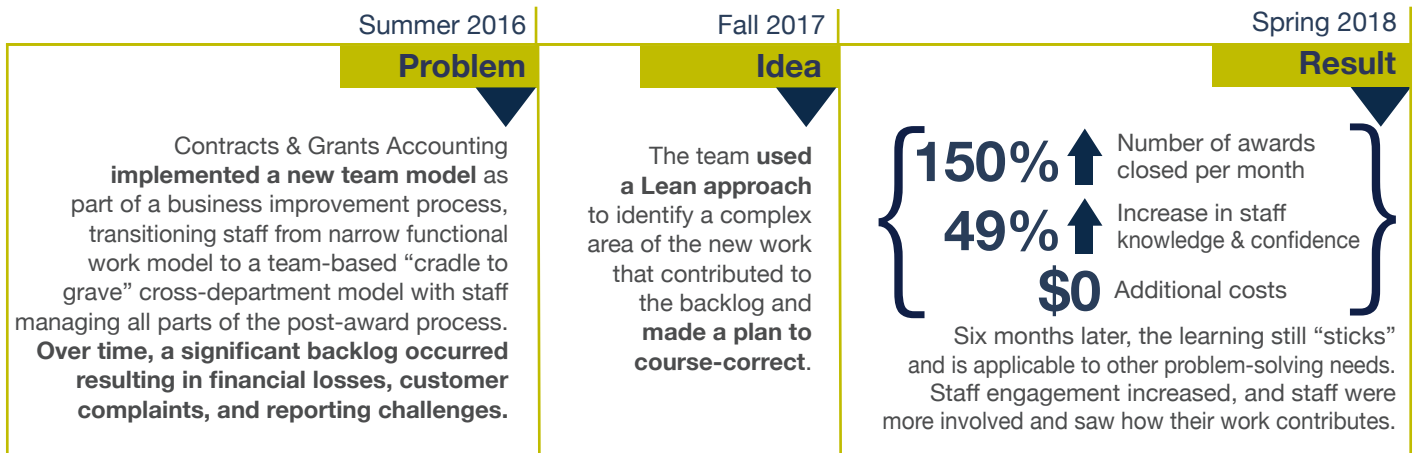 Summer 2016
Problem
Contracts & Grants Accounting
implemented a new team model as
part of a business improvement process,
transitioning staff from narrow functional
work model to a team-based “cradle to
grave” cross-department model with staff
managing all parts of the post-award process.
Over time, a significant backlog occurred
resulting in financial losses, customer
complaints, and reporting challenges.
Fall 2017
Idea
The team used
a Lean approach
to identify a complex
area of the new work
that contributed to
the backlog and
made a plan to
course-correct.
Spring 2018
Result
150% Number of awards
closed per month
49% Increase in staff
knowledge & confidence
$0 Additional costs
Six months later, the learning still “sticks”
and is applicable to other problem-solving needs.
Staff engagement increased, and staff were
more involved and saw how their work contributes.